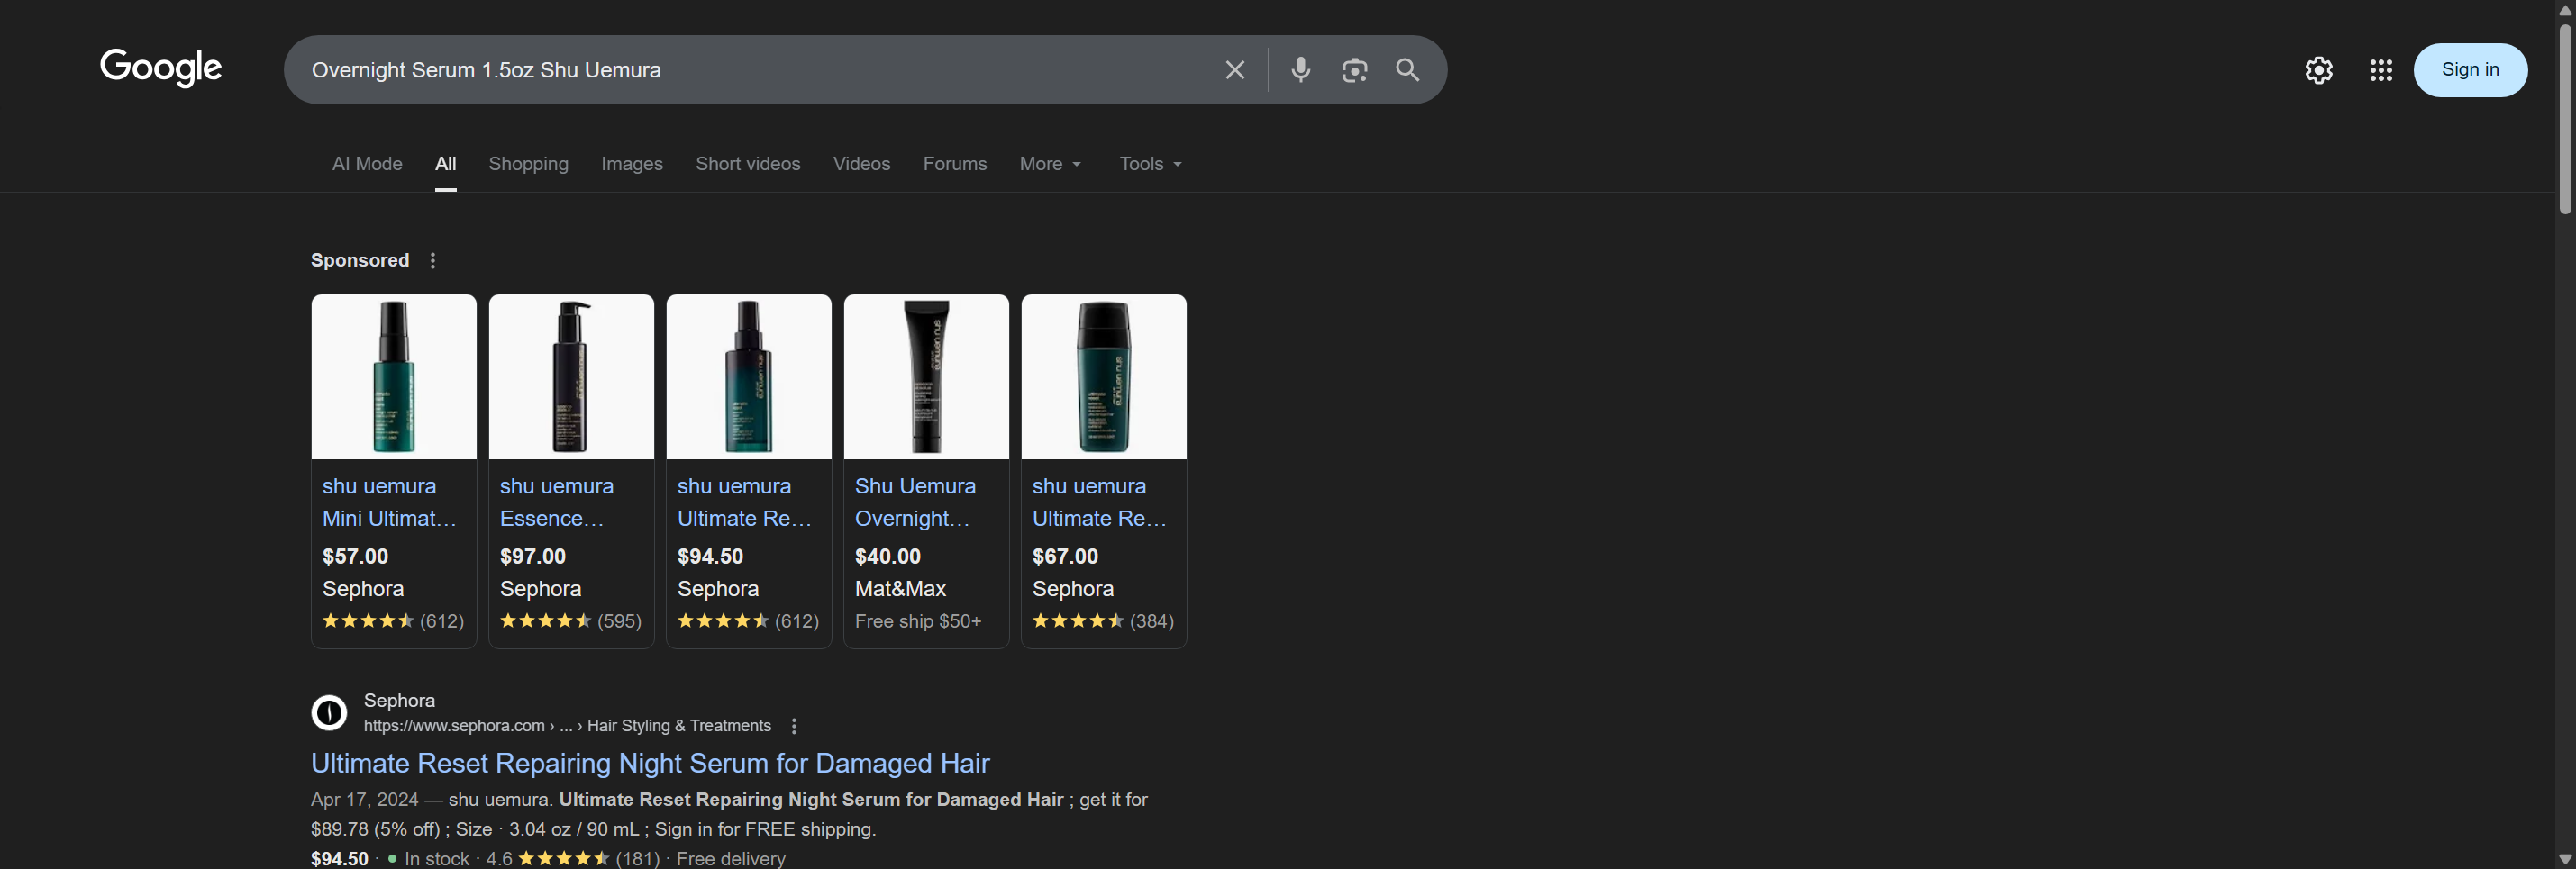 Google
Overnight Serum 1.5oz Shu Uemura
Sign in
AI Mode
All
Shopping
Images
Short videos
Videos
Forums
More
Tools
Sponsored
shu uemura
Mini Ultimat...
$57.00
Sephora
(612)
shu uemura
Essence...
$97.00
Sephora
(595)
shu uemura
Ultimate Re...
$94.50
Sephora
(612)
Shu Uemura
Overnight...
$40.00
Mat&Max
Free ship $50+
shu uemura
Ultimate Re...
$67.00
Sephora
(384)
Sephora
https://www.sephora.com › ... › Hair Styling & Treatments
Ultimate Reset Repairing Night Serum for Damaged Hair
Apr 17, 2024 — shu uemura. Ultimate Reset Repairing Night Serum for Damaged Hair ; get it for
$89.78 (5% off) ; Size · 3.04 oz / 90 mL ; Sign in for FREE shipping.
$94.50 · In stock · 4.6 (181) · Free delivery